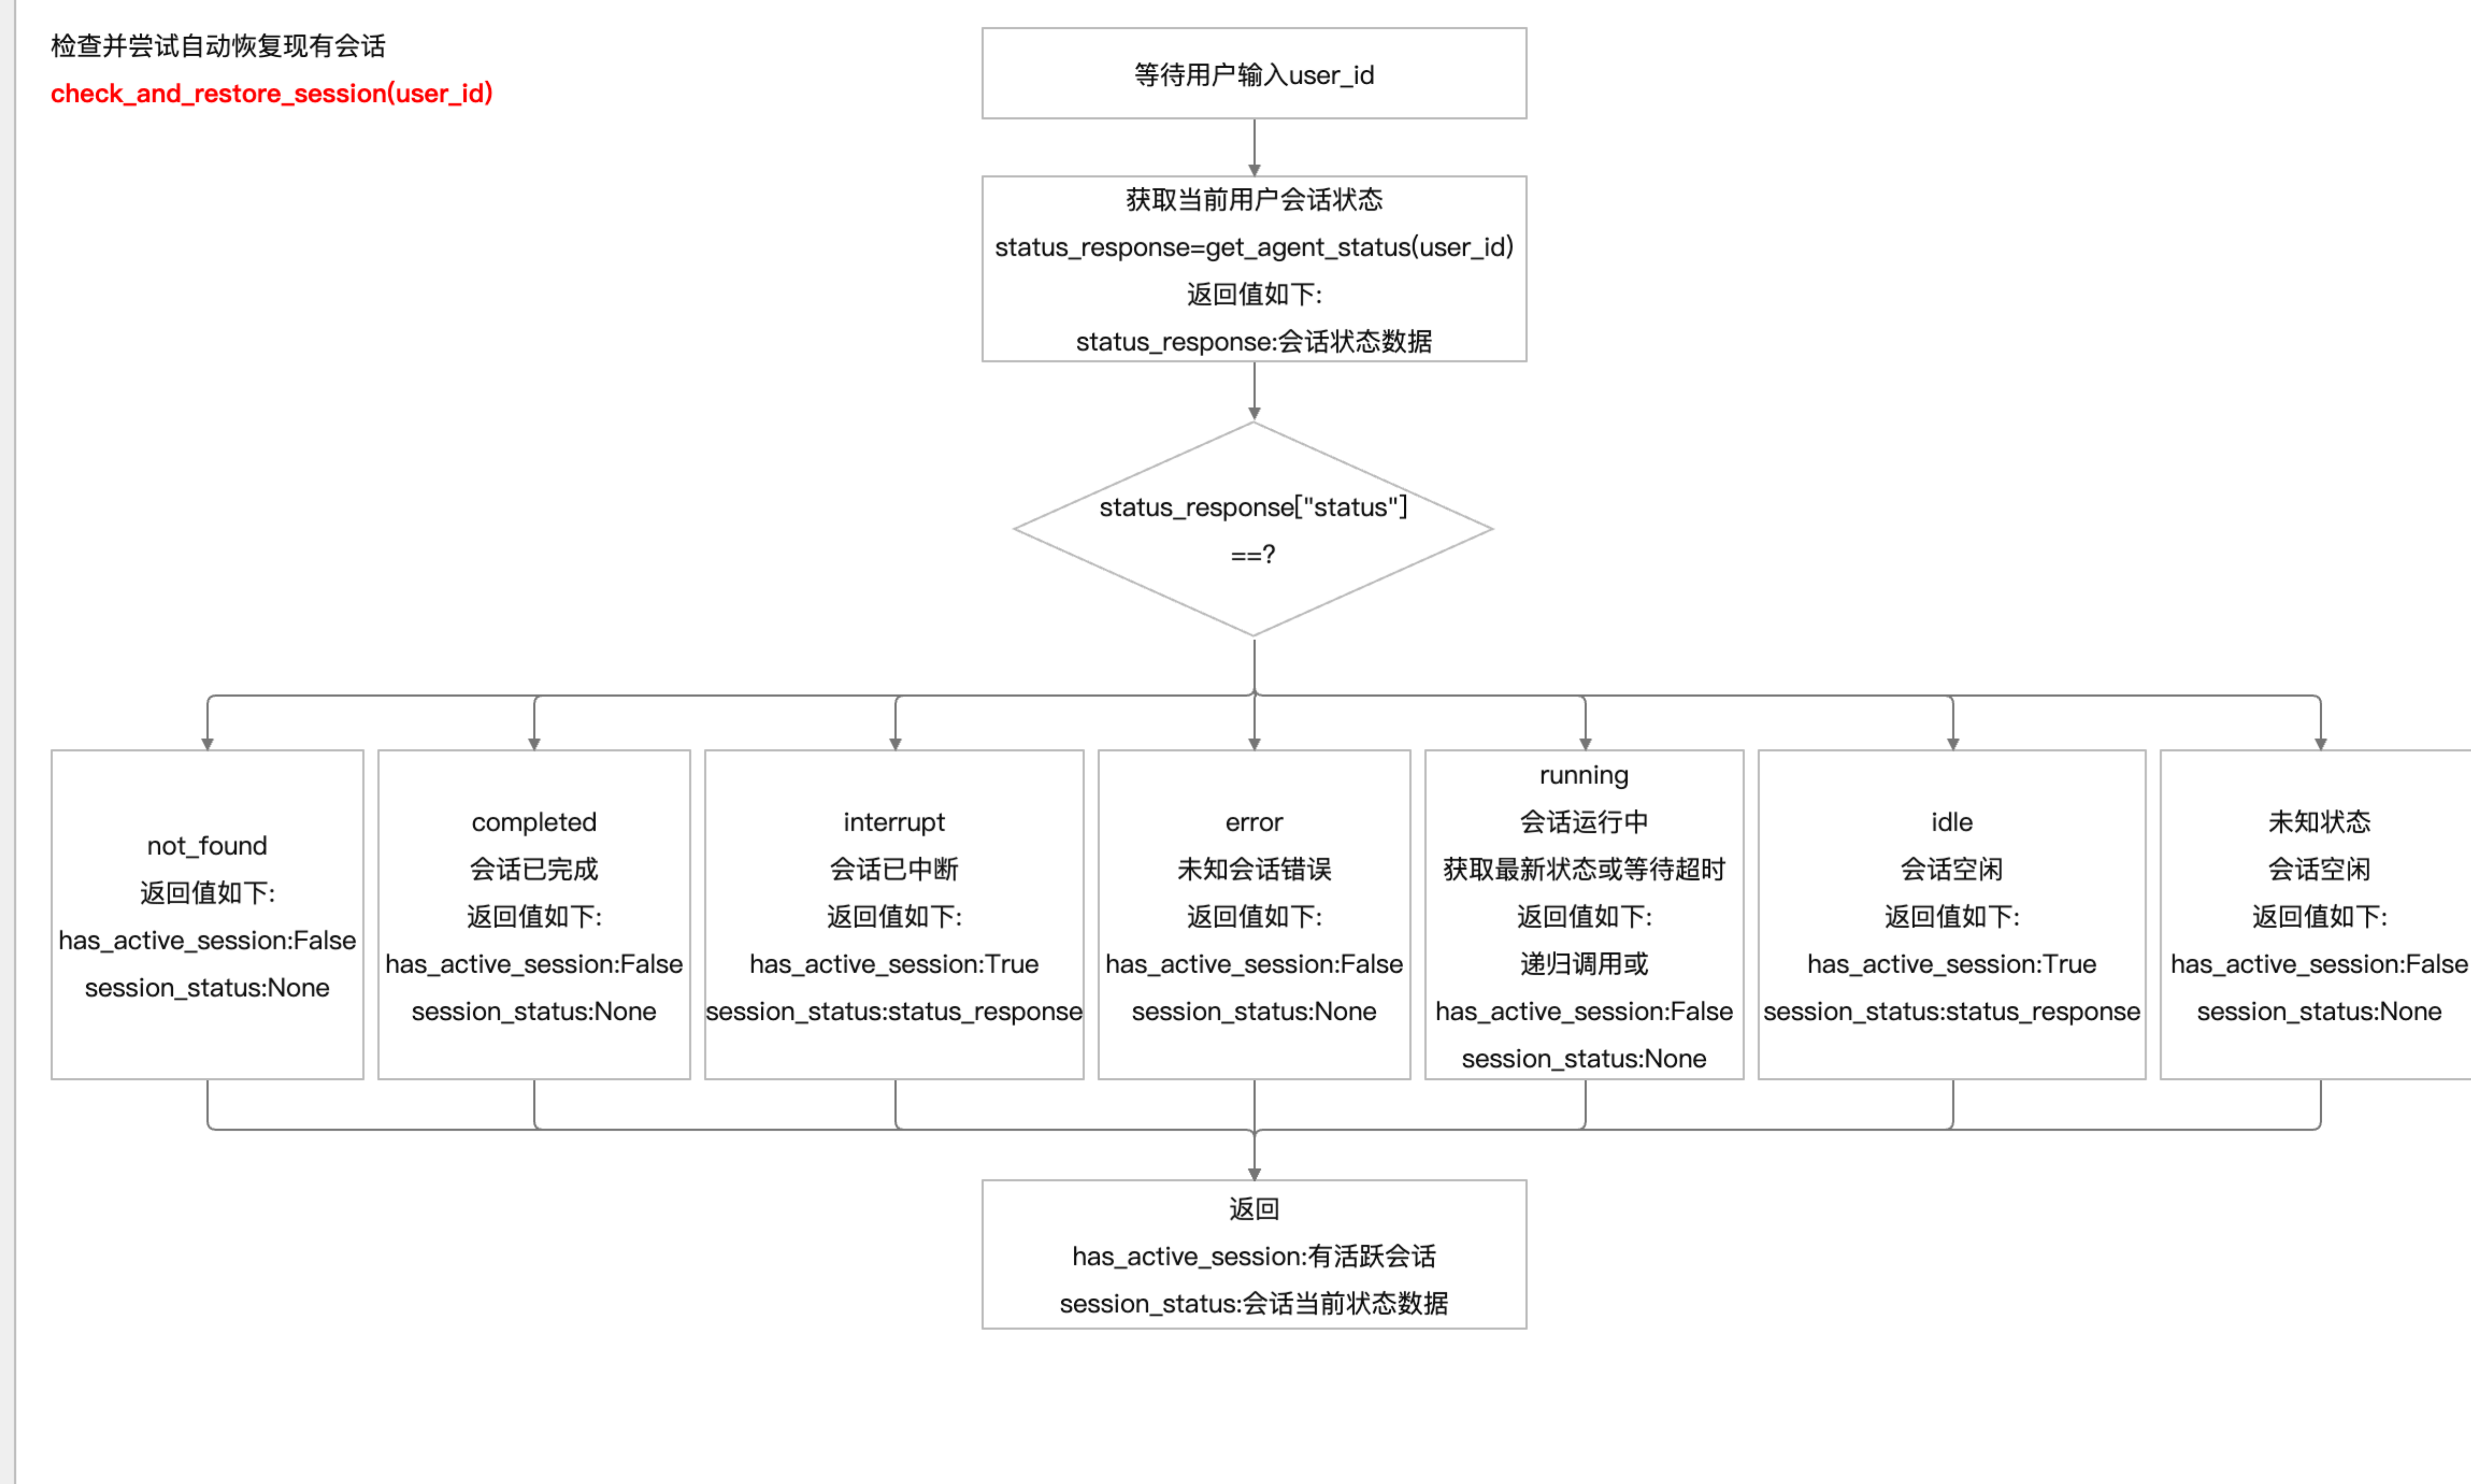 检查并尝试自动恢复现有会话
check_and_restore_session(user_id)
等待用户输入user_id
获取当前用户会话状态
status_response=get_agent_status(user_id)
返回值如下:
status_response:会话状态数据
status_response["status"]
==?
not_found
返回值如下:
has_active_session:False
session_status:None
completed
会话已完成
返回值如下:
has_active_session:False
session_status:None
interrupt
会话已中断
返回值如下:
has_active_session:True
session_status:status_response
error
未知会话错误
返回值如下:
has_active_session:False
session_status:None
running
会话运行中
获取最新状态或等待超时
返回值如下:
递归调用或
has_active_session:False
session_status:None
idle
会话空闲
返回值如下:
has_active_session:True
session_status:status_response
未知状态
会话空闲
返回值如下:
has_active_session:False
session_status:None
返回
has_active_session:有活跃会话
session_status:会话当前状态数据